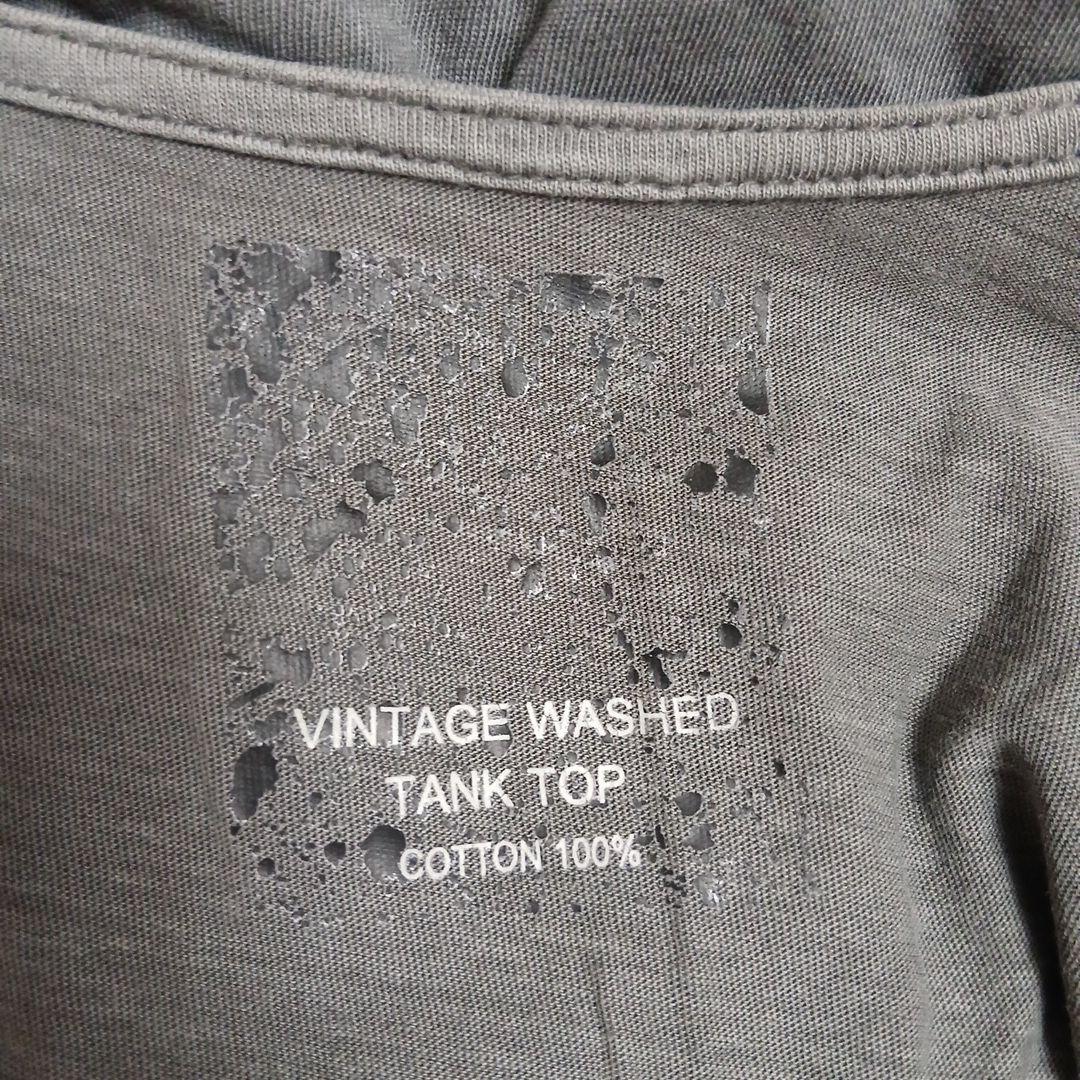 VINTAGE WASHED
TANK TOP
COTTON 100%